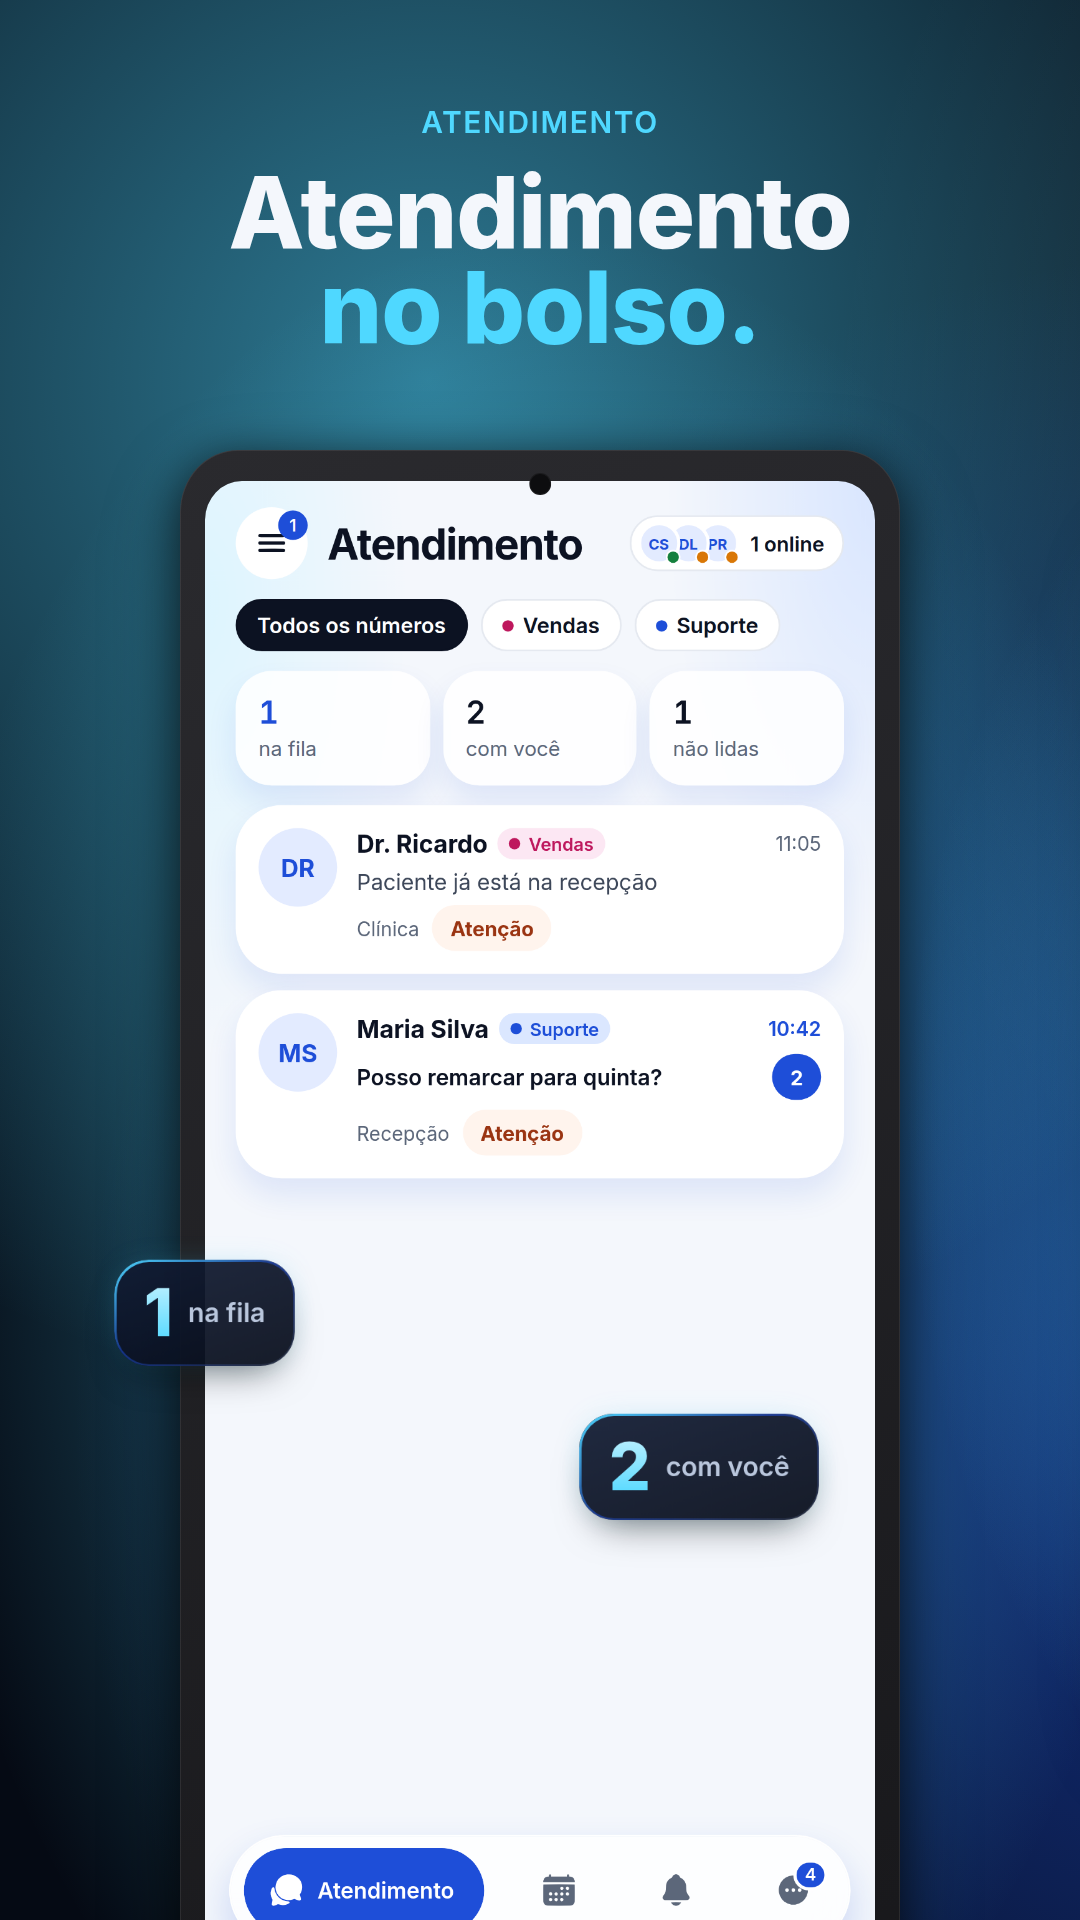 ATENDIMENTO
Atendimento
no bolso.
1
Atendimento
CS DL PR 1 online
Todos os números Vendas Suporte
1 2 1
na fila com você não lidas
DR Dr. Ricardo Vendas 11:05
Paciente já está na recepção
Clínica Atenção
MS Maria Silva Suporte 10:42
Posso remarcar para quinta? 2
Recepção Atenção
1 na fila
2 com você
Atendimento 4